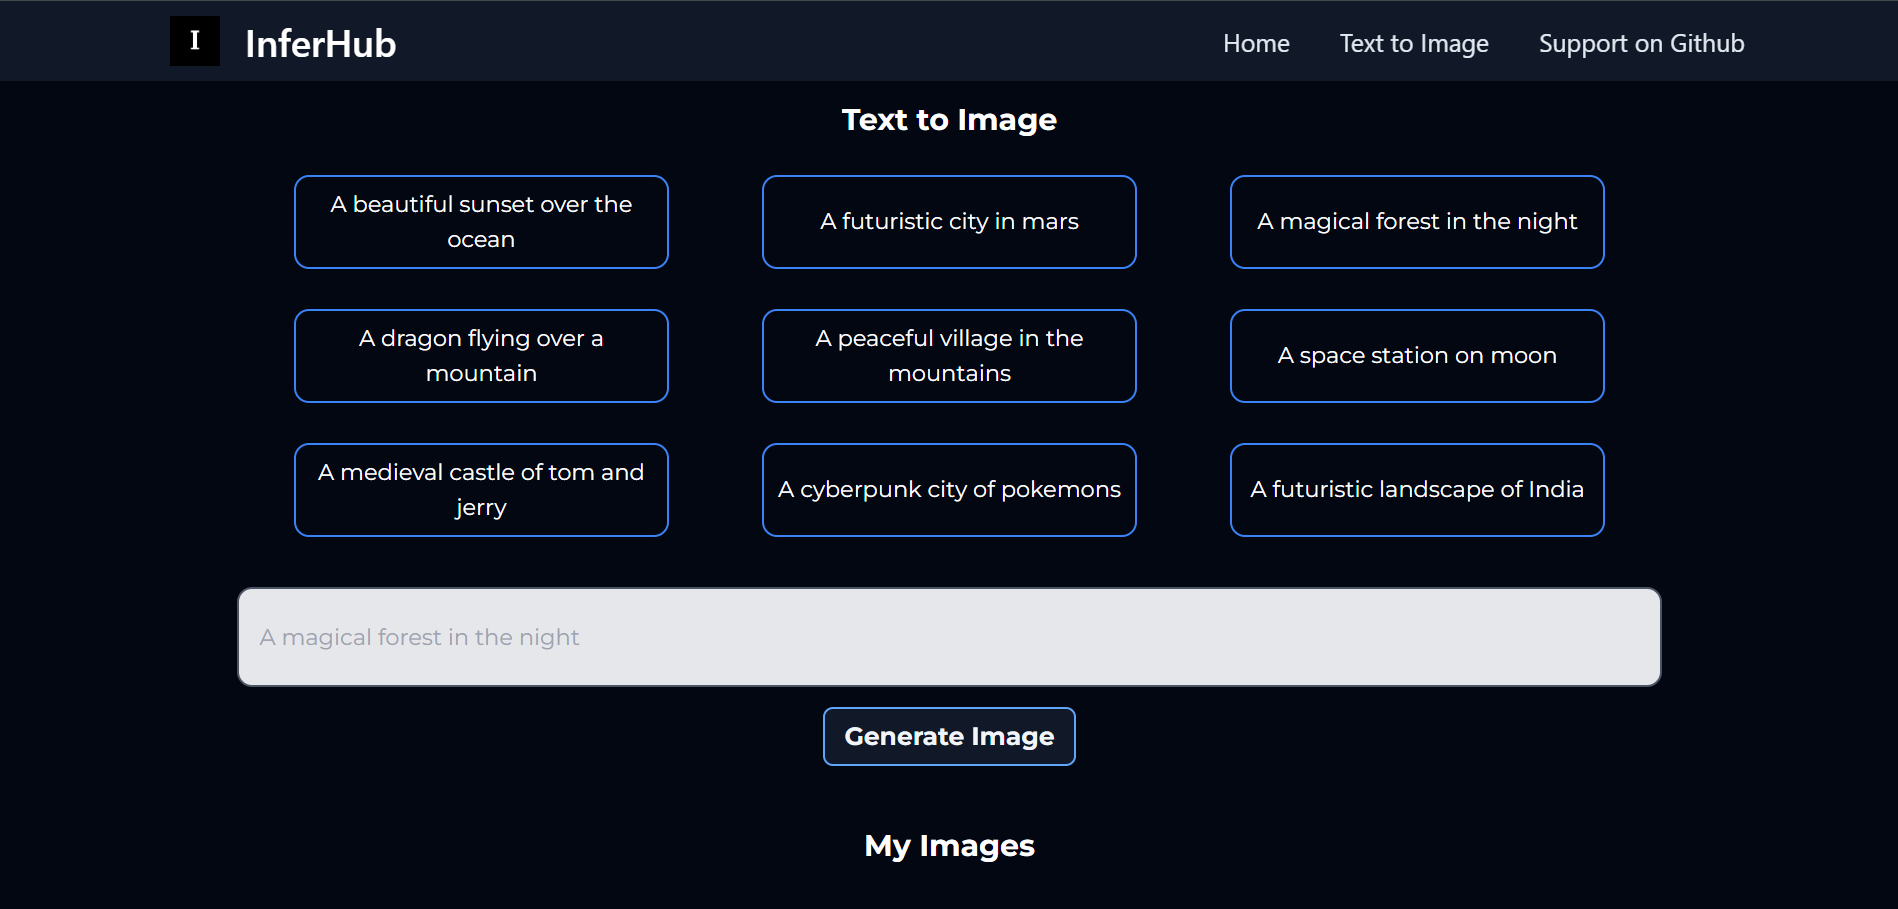 I
InferHub
Home
Text to Image
Support on Github
Text to Image
A beautiful sunset over the
ocean
A futuristic city in mars
A magical forest in the night
A dragon flying over a
mountain
A peaceful village in the
mountains
A space station on moon
A medieval castle of tom and
jerry
A cyberpunk city of pokemons
A futuristic landscape of India
A magical forest in the night
Generate Image
My Images